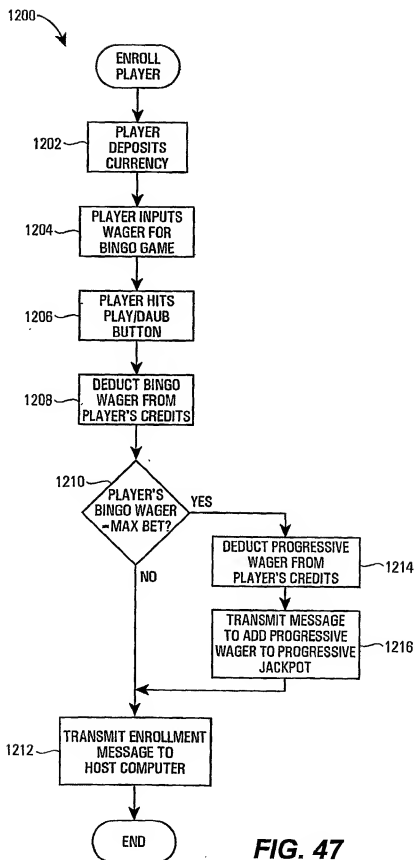 1200
ENROLL
PLAYER
1202
PLAYER
DEPOSITS
CURRENCY
1204
PLAYER INPUTS
WAGER FOR
BINGO GAME
1206
PLAYER HITS
PLAY/DAUB
BUTTON
1208
DEDUCT BINGO
WAGER FROM
PLAYER'S CREDITS
1210
PLAYER'S
BINGO WAGER
=MAX BET?
YES
NO
DEDUCT PROGRESSIVE
WAGER FROM
PLAYER'S CREDITS
1214
TRANSMIT MESSAGE
TO ADD PROGRESSIVE
WAGER TO PROGRESSIVE
JACKPOT
1216
1212
TRANSMIT ENROLLMENT
MESSAGE TO
HOST COMPUTER
END
FIG. 47